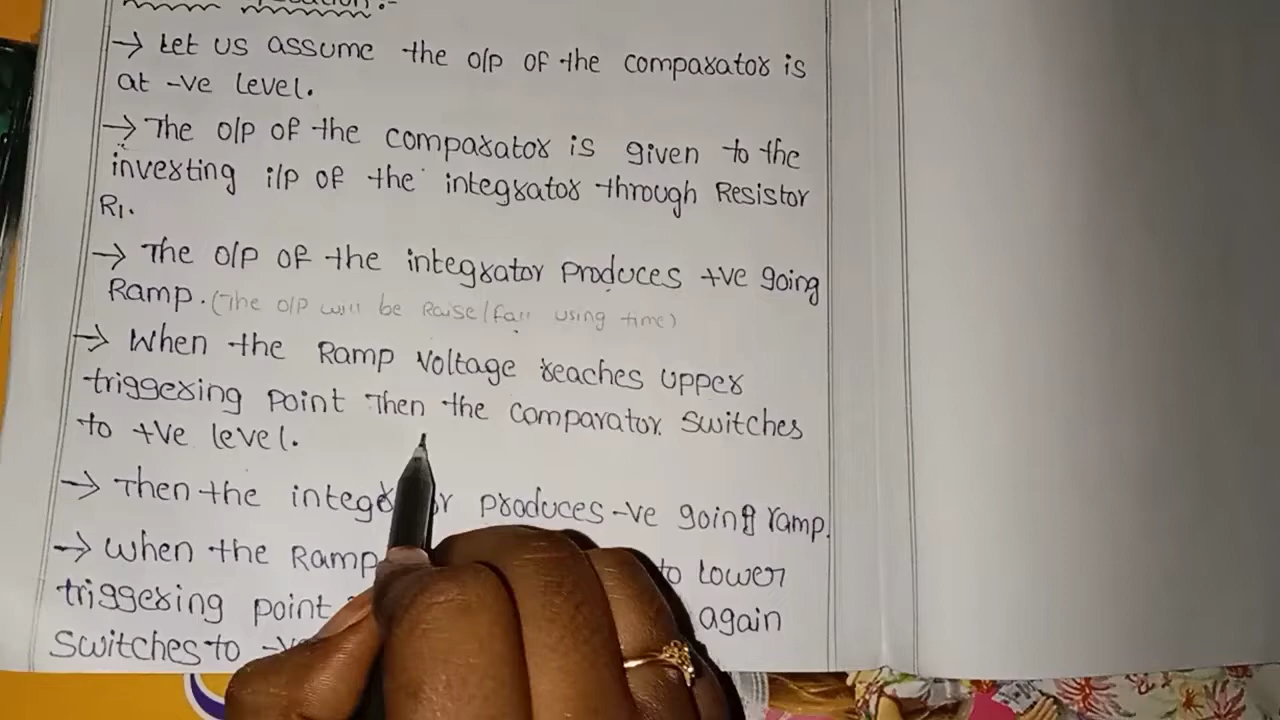 → Let us assume the o/p of the comparator is
at -ve level.
→ The o/p of the comparator is given to the
inverting i/p of the integrator through Resistor
R1.
→ The o/p of the integrator produces +ve going
Ramp. (The o/p will be Raise/fall using time)
→ When the Ramp voltage reaches upper
triggering point Then the comparator switches
to +ve level.
→ Then the produces -ve going ramp.
→ When the Ramp to lower
triggering point again
switches to